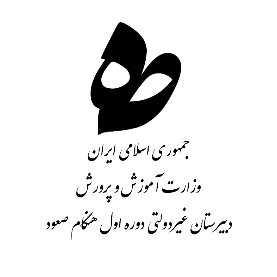 جمهوری اسلامی ایران
وزارت آموزش و پرورش
دبیرستان غیردولتی دوره اول هنگام صعود